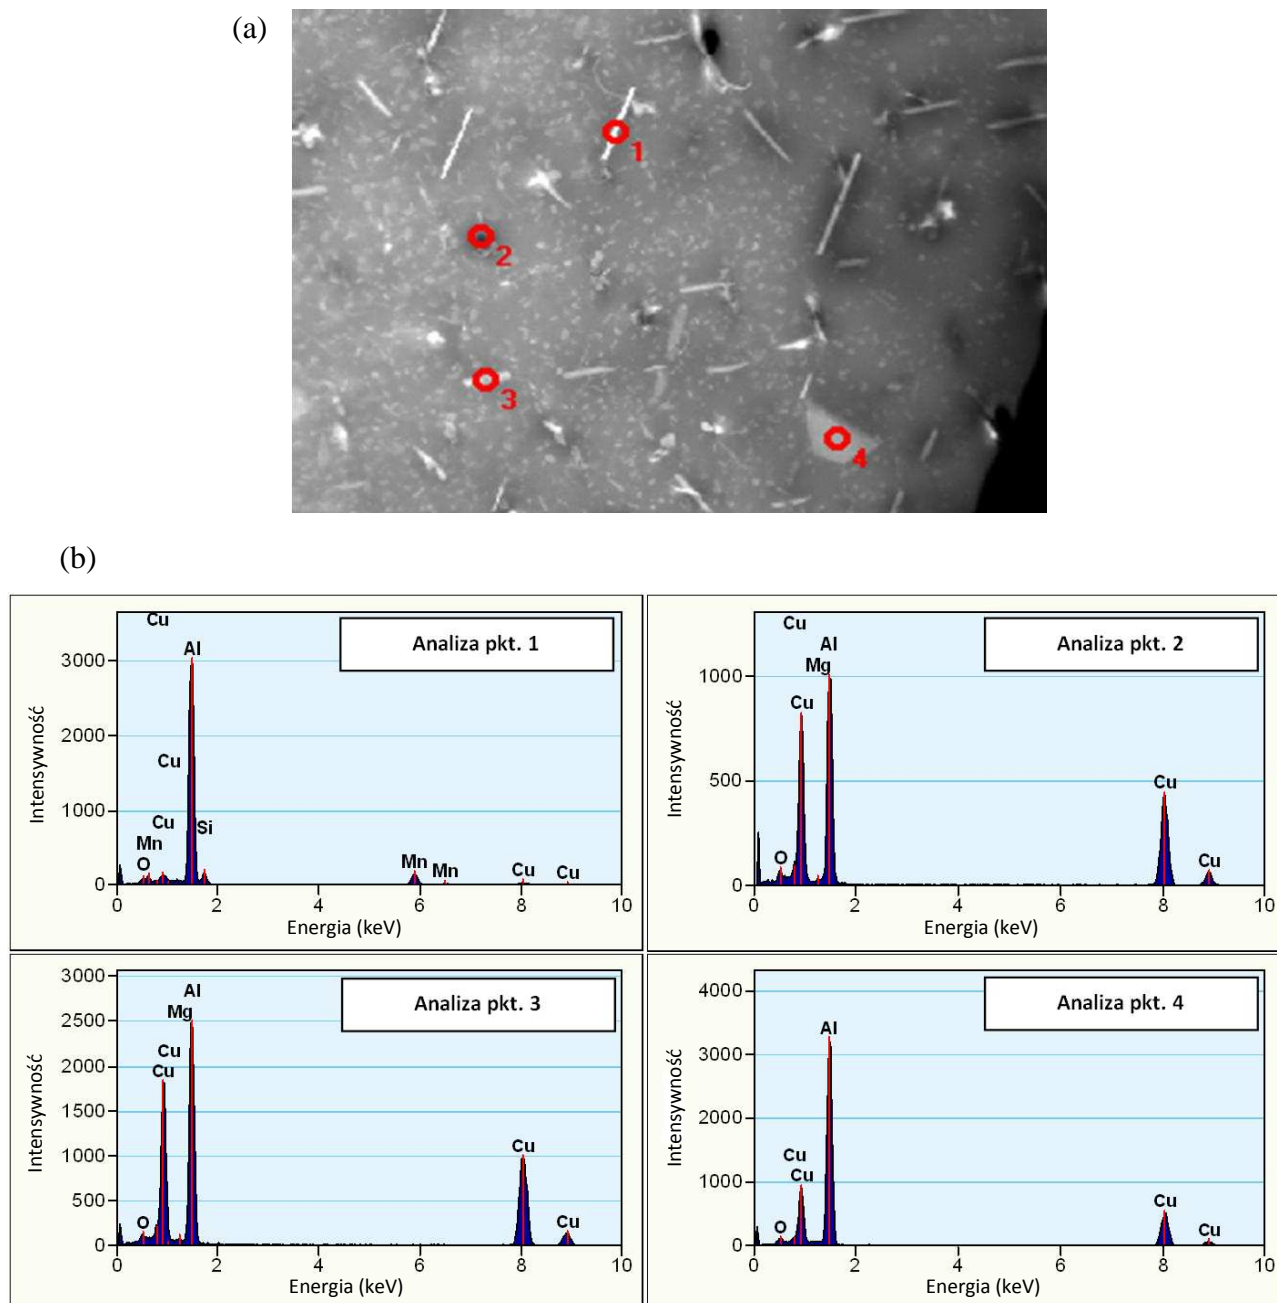 (a)
1
2
3
4
(b)
Analiza pkt. 1
Cu
Al
3000
2000
Cu
1000
Cu
Si
Mn
O
Mn
Mn
Cu
Cu
0
0 2 4 6 8 10
Energia (keV)
Intensywność
Analiza pkt. 2
Cu
Al
Mg
1000
Cu
500
Cu
O
Cu
0
0 2 4 6 8 10
Energia (keV)
Intensywność
Analiza pkt. 3
3000
Al
Mg
2500
Cu
2000
Cu
1500
Cu
1000
500
O
Cu
0
0 2 4 6 8 10
Energia (keV)
Intensywność
Analiza pkt. 4
4000
Al
3000
2000
Cu
Cu
1000
Cu
O
Cu
0
0 2 4 6 8 10
Energia (keV)
Intensywność